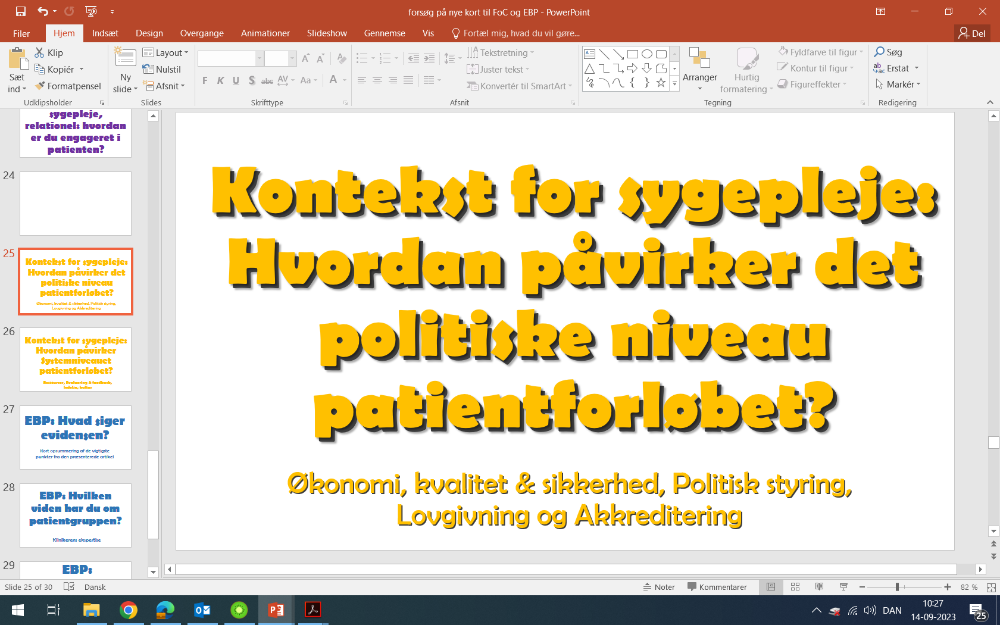 forsøg på nye kort til FoC og EBP - PowerPoint
Filer Hjem Indsæt Design Overgange Animationer Slideshow Gennemse Vis Fortæl mig, hvad du vil gøre... Del
Sæt ind
Klip
Kopiér
Formatpensel
Udklipsholder
Ny slide
Layout
Nulstil
Afsnit
Slides
F K U S abc AV Aa A
Skrifttype
Tekstretning
Juster tekst
Konvertér til SmartArt
Afsnit
Arranger
Hurtig formatering
Fyldfarve til figur
Kontur til figur
Figureffekter
Tegning
Søg
Erstat
Markér
Redigering
sygepleje,
relationel: hvordan
er du engageret i
patienten?
24
25
Kontekst for sygepleje:
Hvordan påvirker det
politiske niveau
patientforløbet?
Økonomi, kvalitet & sikkerhed, Politisk styring,
Lovgivning og Akkreditering
26
Kontekst for sygepleje:
Hvordan påvirker
Systemniveauet
patientforløbet?
Ressourcer, Evaluering & feedback,
ledelse, kultur
27
EBP: Hvad siger
evidensen?
Kort opsummering af de vigtigste
punkter fra den præsenterede artikel
28
EBP: Hvilken
viden har du om
patientgruppen?
Klinikerens ekspertise
29
EBP:
Kontekst for sygepleje:
Hvordan påvirker det
politiske niveau
patientforløbet?
Økonomi, kvalitet & sikkerhed, Politisk styring,
Lovgivning og Akkreditering
Slide 25 of 30 Dansk Noter Kommentarer 82 %
DAN
10:27
14-09-2023
25